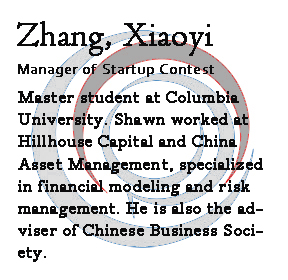 Zhang, Xiaoyi
Manager of Startup Contest
Master student at Columbia
University. Shawn worked at
Hillhouse Capital and China
Asset Management, specialized
in financial modeling and risk
management. He is also the ad-
viser of Chinese Business Soci-
ety.